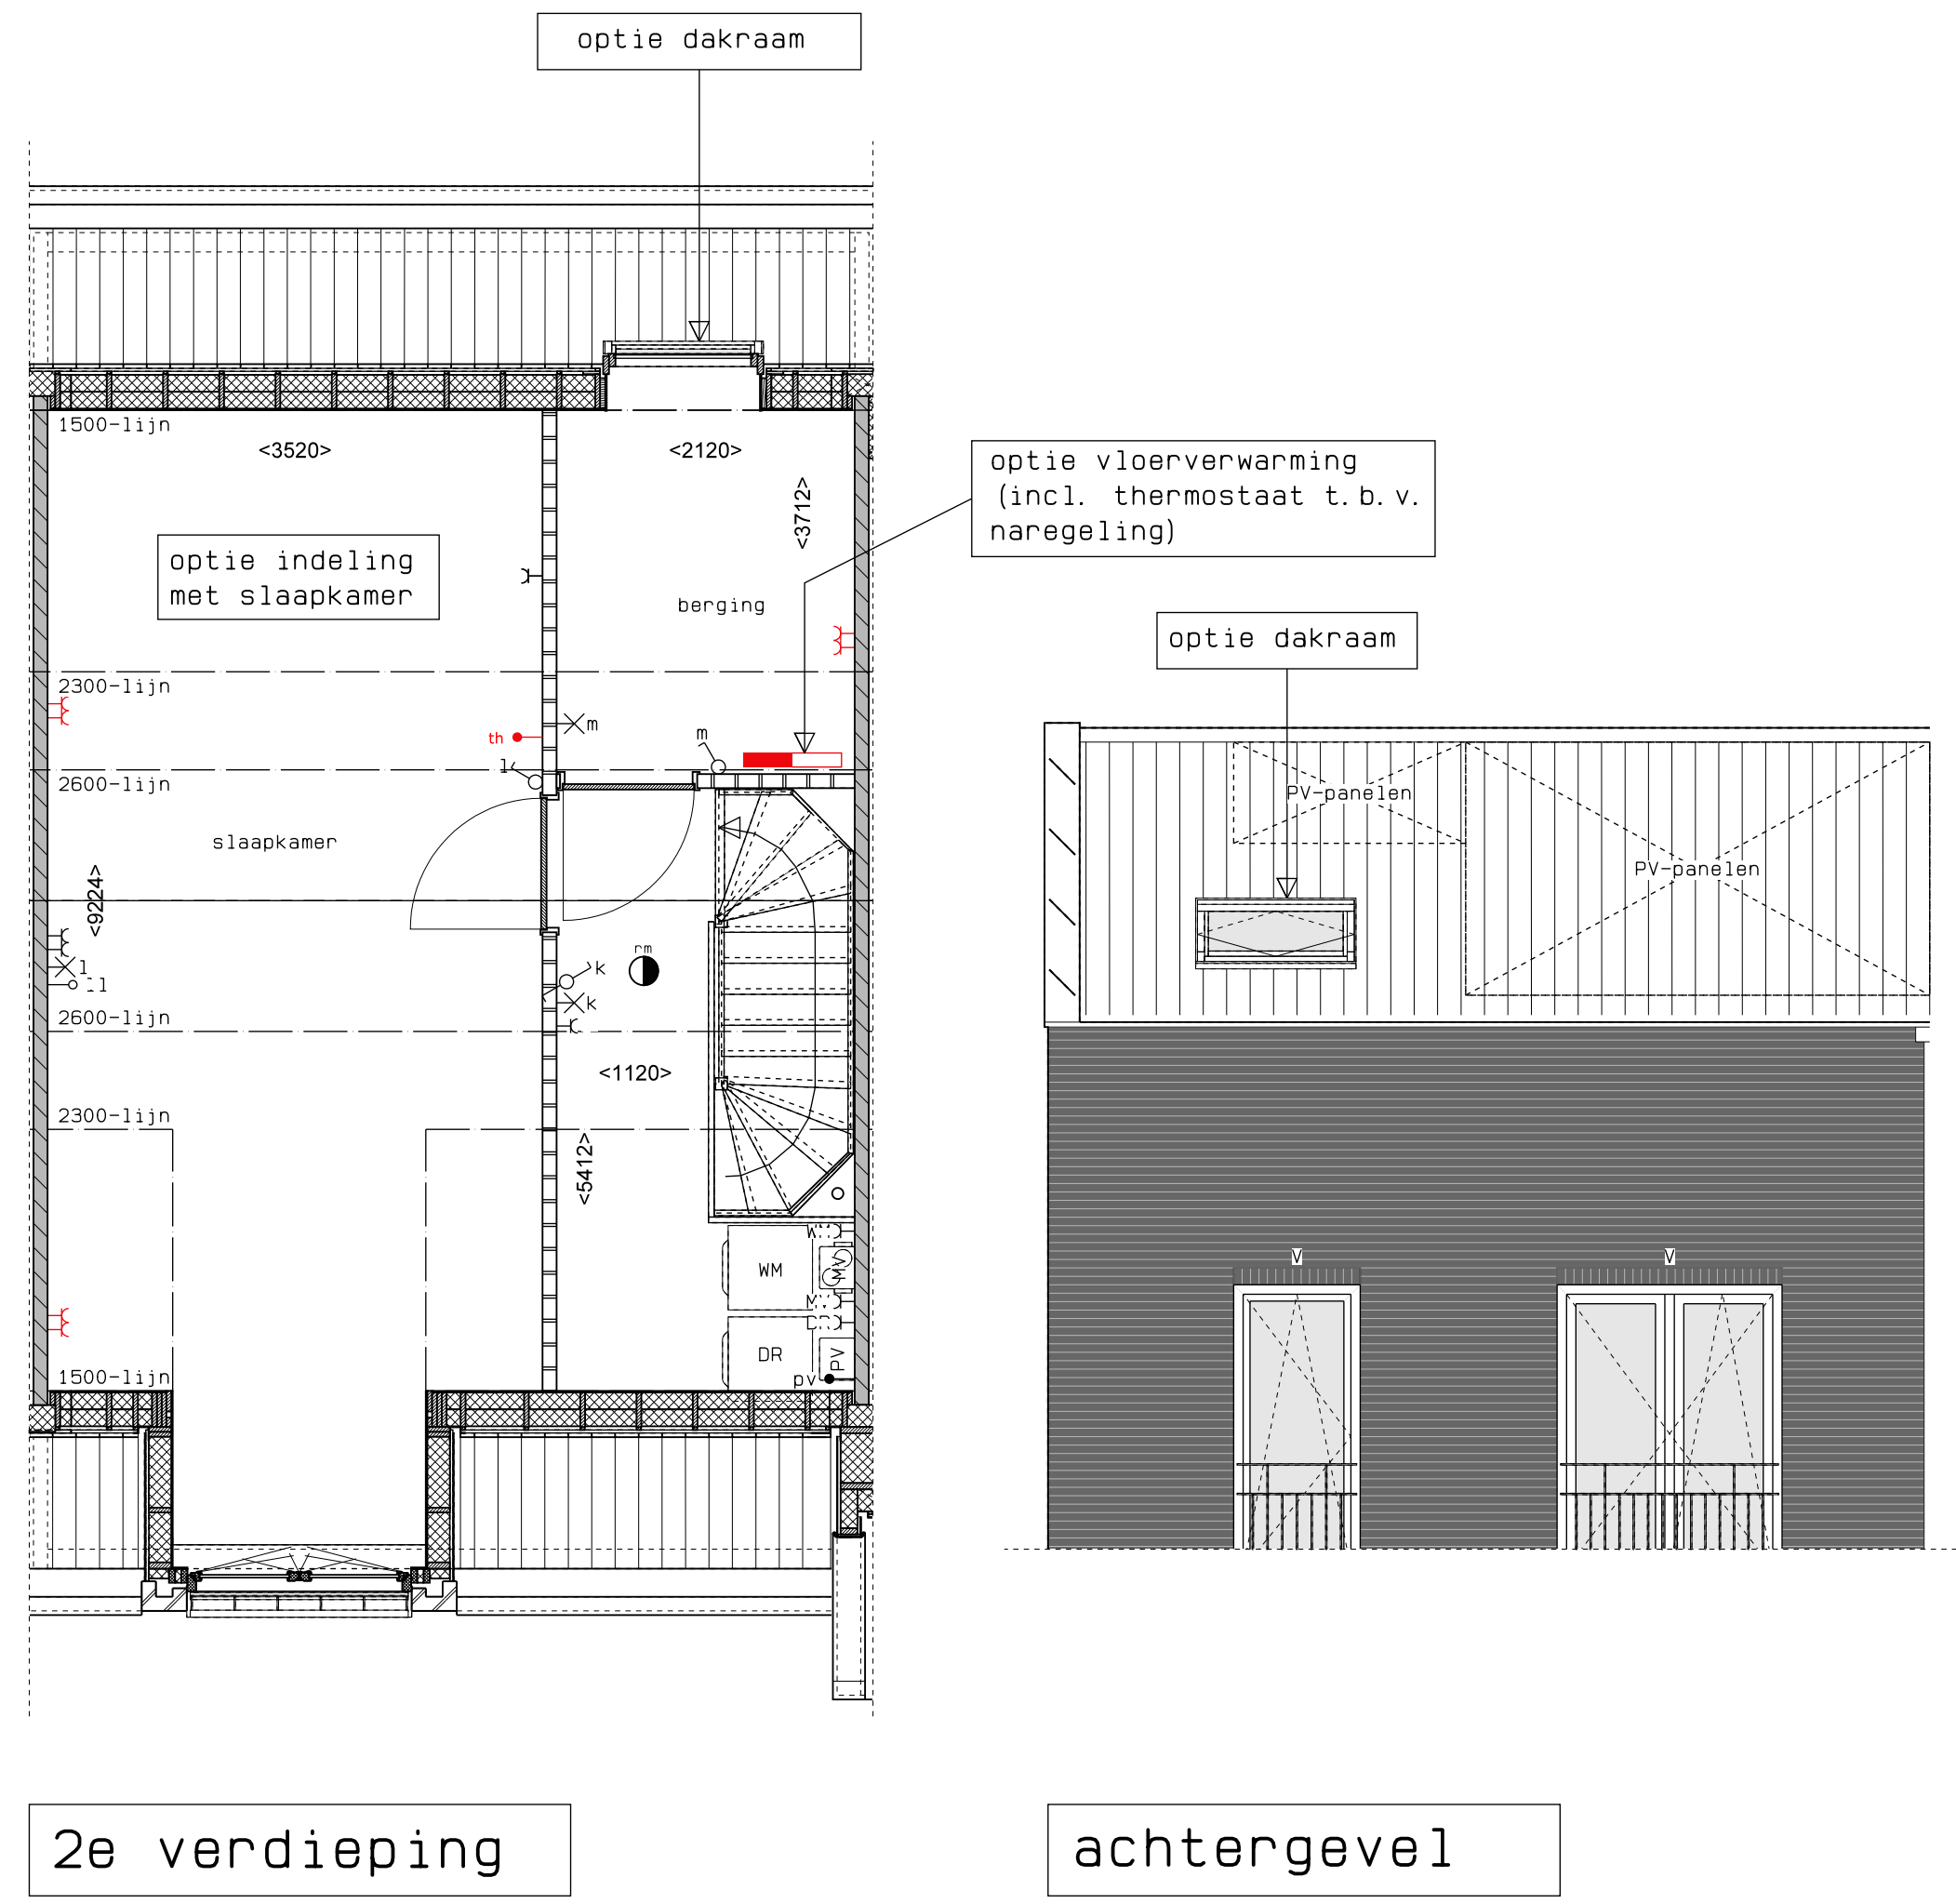 optie dakraam
1500-lijn
<3520>
<2120>
<3712>
optie vloerverwarming
(incl. thermostaat t.b.v.
naregeling)
optie indeling
met slaapkamer
berging
optie dakraam
2300-lijn
m
th
m
l
2600-lijn
PV-panelen
PV-panelen
slaapkamer
<9224>
rm
k
l
k
ll
2600-lijn
<1120>
2300-lijn
<5412>
WM
MV
V
V
DR
PV
1500-lijn
pv
2e verdieping
achtergevel